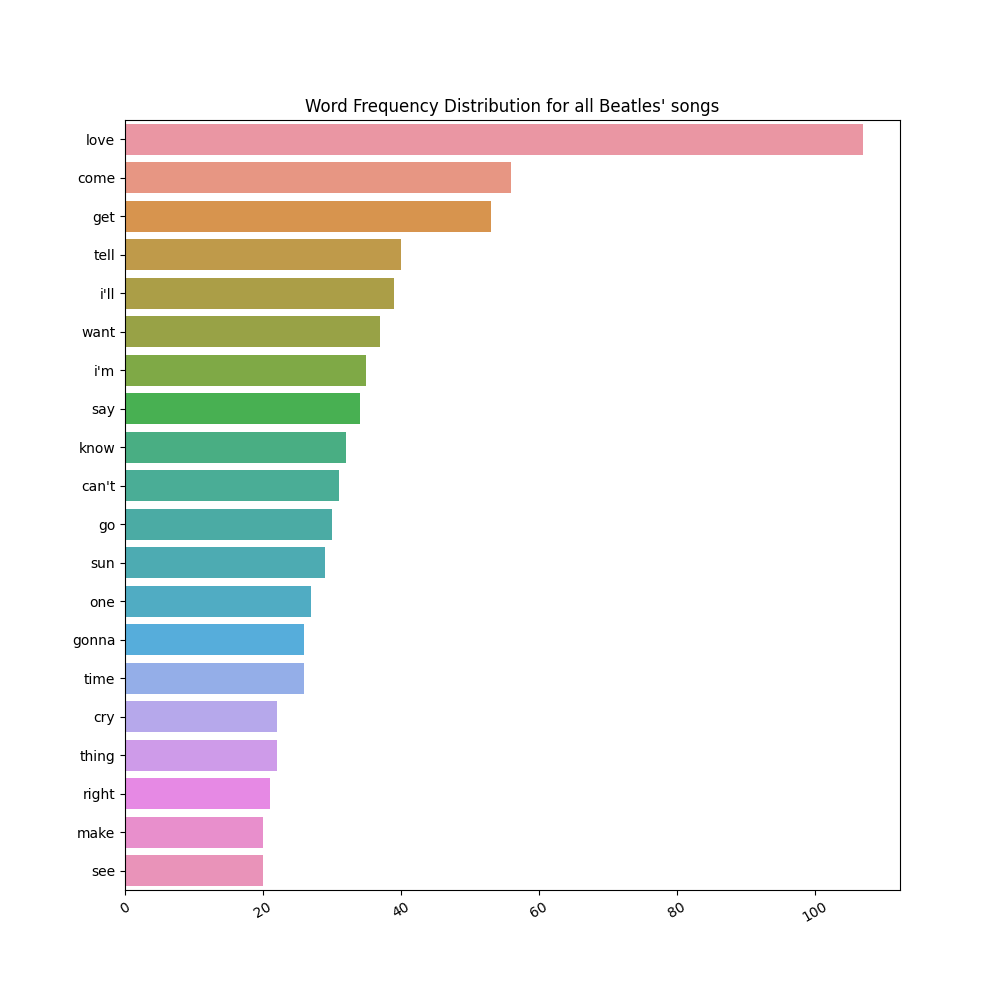 Word Frequency Distribution for all Beatles' songs
love
come
get
tell
i'll
want
i'm
say
know
can't
go
sun
one
gonna
time
cry
thing
right
make
see
0 20 40 60 80 100